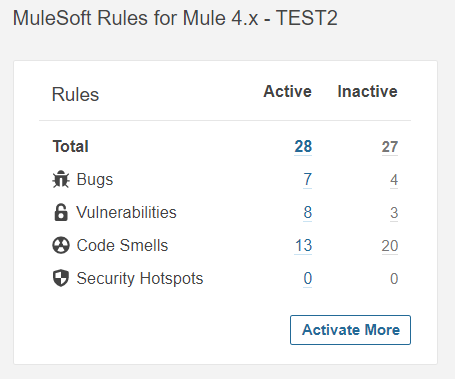 MuleSoft Rules for Mule 4.x - TEST2
Rules Active Inactive
Total 28 27
Bugs 7 4
Vulnerabilities 8 3
Code Smells 13 20
Security Hotspots 0 0
Activate More